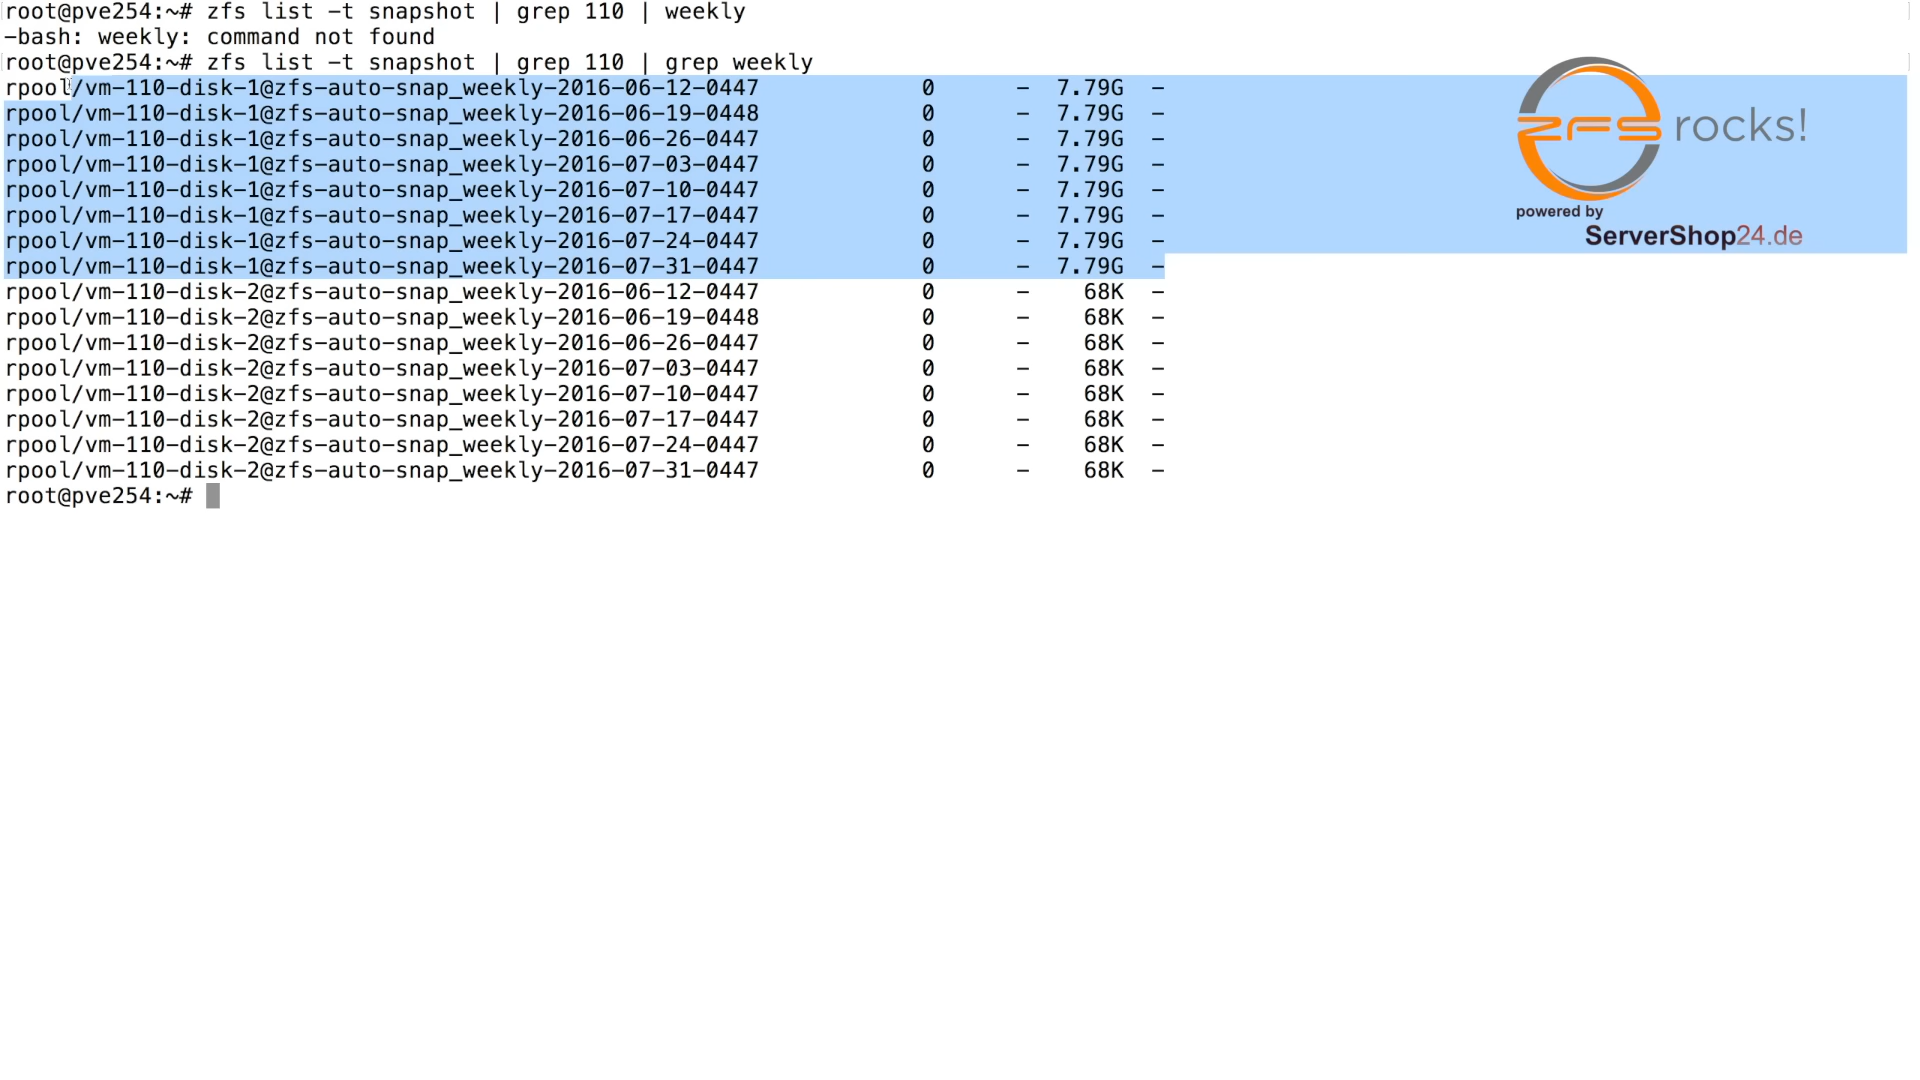 root@pve254:~# zfs list -t snapshot | grep 110 | weekly
-bash: weekly: command not found
root@pve254:~# zfs list -t snapshot | grep 110 | grep weekly
rpool/vm-110-disk-1@zfs-auto-snap_weekly-2016-06-12-0447 0 - 7.79G -
rpool/vm-110-disk-1@zfs-auto-snap_weekly-2016-06-19-0448 0 - 7.79G -
rpool/vm-110-disk-1@zfs-auto-snap_weekly-2016-06-26-0447 0 - 7.79G -
rpool/vm-110-disk-1@zfs-auto-snap_weekly-2016-07-03-0447 0 - 7.79G -
rpool/vm-110-disk-1@zfs-auto-snap_weekly-2016-07-10-0447 0 - 7.79G -
rpool/vm-110-disk-1@zfs-auto-snap_weekly-2016-07-17-0447 0 - 7.79G -
rpool/vm-110-disk-1@zfs-auto-snap_weekly-2016-07-24-0447 0 - 7.79G -
rpool/vm-110-disk-1@zfs-auto-snap_weekly-2016-07-31-0447 0 - 7.79G -
rpool/vm-110-disk-2@zfs-auto-snap_weekly-2016-06-12-0447 0 - 68K -
rpool/vm-110-disk-2@zfs-auto-snap_weekly-2016-06-19-0448 0 - 68K -
rpool/vm-110-disk-2@zfs-auto-snap_weekly-2016-06-26-0447 0 - 68K -
rpool/vm-110-disk-2@zfs-auto-snap_weekly-2016-07-03-0447 0 - 68K -
rpool/vm-110-disk-2@zfs-auto-snap_weekly-2016-07-10-0447 0 - 68K -
rpool/vm-110-disk-2@zfs-auto-snap_weekly-2016-07-17-0447 0 - 68K -
rpool/vm-110-disk-2@zfs-auto-snap_weekly-2016-07-24-0447 0 - 68K -
rpool/vm-110-disk-2@zfs-auto-snap_weekly-2016-07-31-0447 0 - 68K -
root@pve254:~#
zfs rocks!
powered by
ServerShop24.de